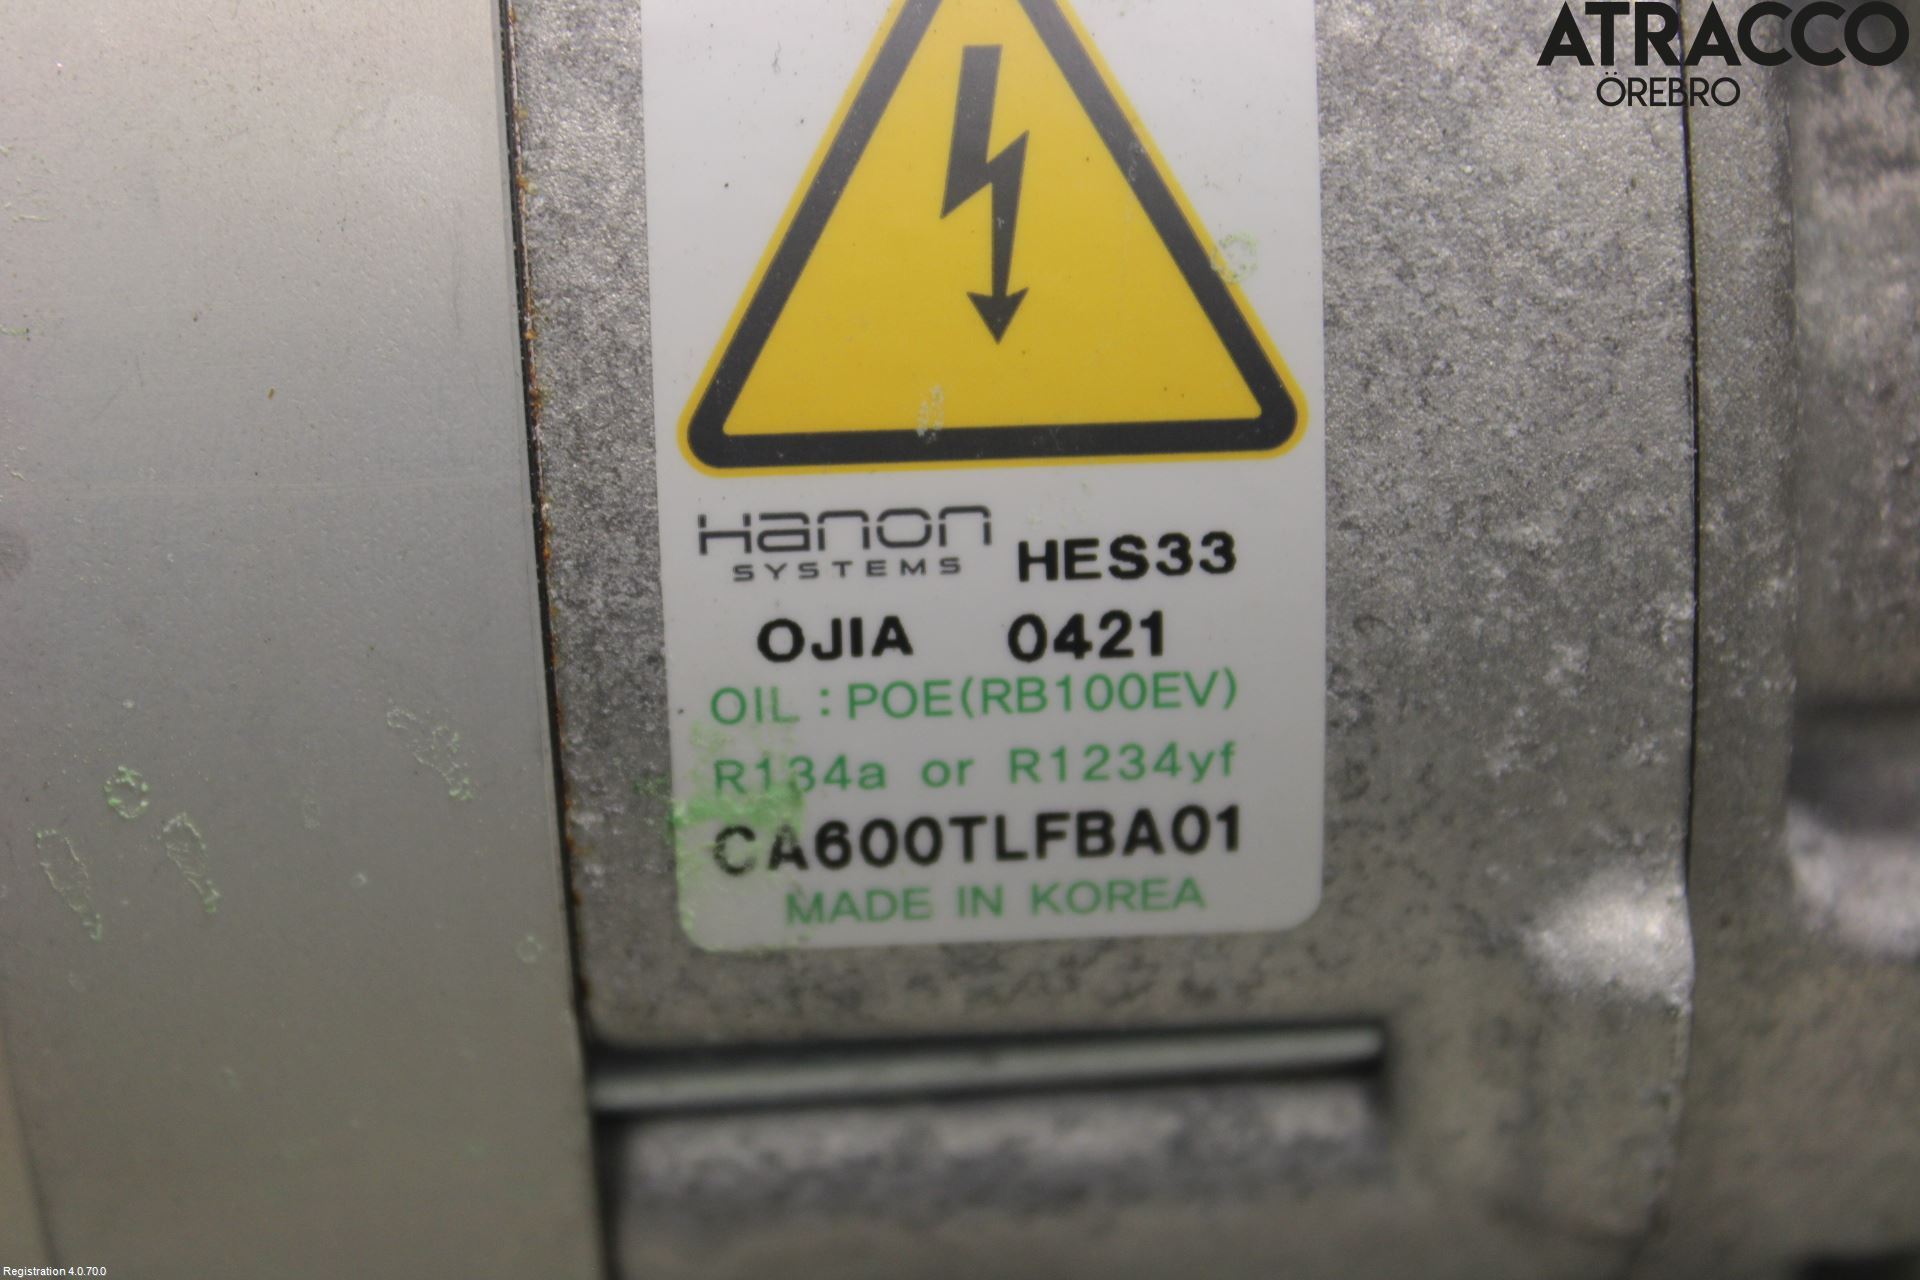 ATRACCO
ÖREBRO
Hanon
SYSTEMS
HES33
OJIA 0421
OIL : POE(RB100EV)
R134a or R1234yf
CA600TLFBA01
MADE IN KOREA
Registration 4.0.70.0